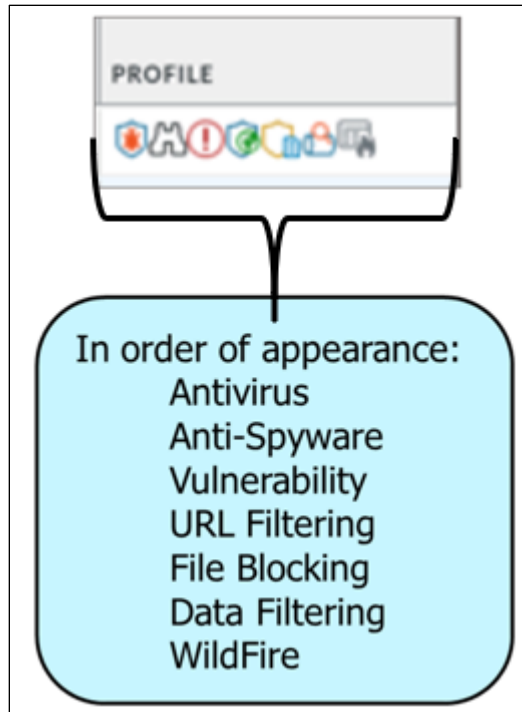 PROFILE
In order of appearance:
Antivirus
Anti-Spyware
Vulnerability
URL Filtering
File Blocking
Data Filtering
WildFire